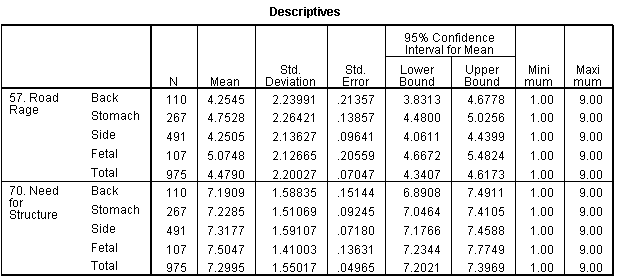 Descriptives
95% Confidence
Interval for Mean
N Mean Std. Deviation Std. Error Lower Bound Upper Bound Mini mum Maxi mum
57. Road Rage Back 110 4.2545 2.23991 .21357 3.8313 4.6778 1.00 9.00
Stomach 267 4.7528 2.26421 .13857 4.4800 5.0256 1.00 9.00
Side 491 4.2505 2.13627 .09641 4.0611 4.4399 1.00 9.00
Fetal 107 5.0748 2.12665 .20559 4.6672 5.4824 1.00 9.00
Total 975 4.4790 2.20027 .07047 4.3407 4.6173 1.00 9.00
70. Need for Structure Back 110 7.1909 1.58835 .15144 6.8908 7.4911 1.00 9.00
Stomach 267 7.2285 1.51069 .09245 7.0464 7.4105 1.00 9.00
Side 491 7.3177 1.59107 .07180 7.1766 7.4588 1.00 9.00
Fetal 107 7.5047 1.41003 .13631 7.2344 7.7749 1.00 9.00
Total 975 7.2995 1.55017 .04965 7.2021 7.3969 1.00 9.00